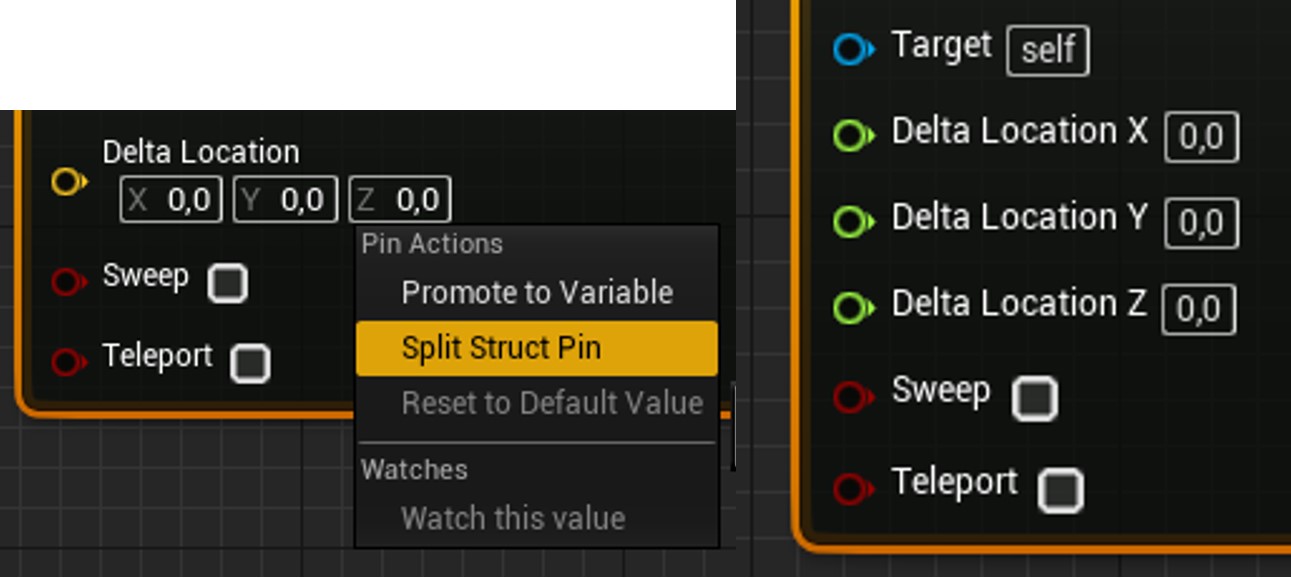 Delta Location
X 0,0 Y 0,0 Z 0,0
Sweep
Teleport
Pin Actions
Promote to Variable
Split Struct Pin
Reset to Default Value
Watches
Watch this value
Target self
Delta Location X 0,0
Delta Location Y 0,0
Delta Location Z 0,0
Sweep
Teleport